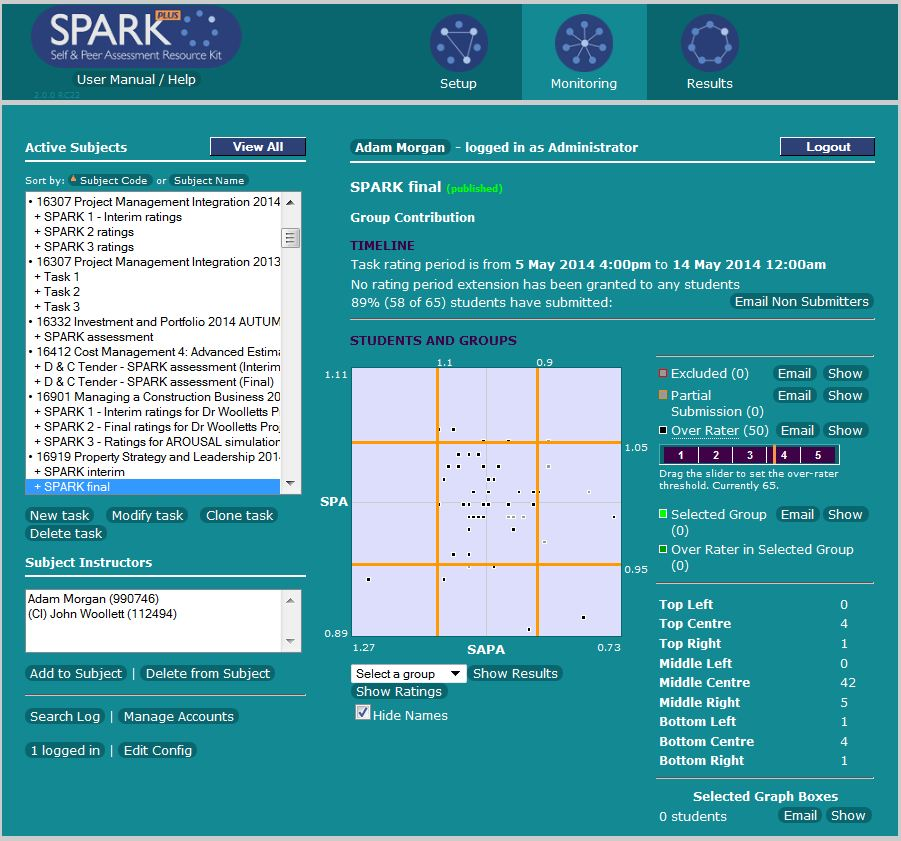 SPARK PLUS
Self & Peer Assessment Resource Kit
User Manual / Help
2.0.0 RC22
Setup
Monitoring
Results
Active Subjects
View All
Sort by: Subject Code or Subject Name
• 16307 Project Management Integration 2014
+ SPARK 1 - Interim ratings
+ SPARK 2 ratings
+ SPARK 3 ratings
• 16307 Project Management Integration 2013
+ Task 1
+ Task 2
+ Task 3
• 16332 Investment and Portfolio 2014 AUTUM
+ SPARK assessment
• 16412 Cost Management 4: Advanced Estima
+ D & C Tender - SPARK assessment (Interim
+ D & C Tender - SPARK assessment (Final)
• 16901 Managing a Construction Business 20
+ SPARK 1 - Interim ratings for Dr Woolletts P
+ SPARK 2 - Final ratings for Dr Woolletts Proj
+ SPARK 3 - Ratings for AROUSAL simulation
• 16919 Property Strategy and Leadership 201
+ SPARK interim
+ SPARK final
New task Modify task Clone task
Delete task
Subject Instructors
Adam Morgan (990746)
(CI) John Woollett (112494)
Add to Subject | Delete from Subject
Search Log | Manage Accounts
1 logged in | Edit Config
Adam Morgan - logged in as Administrator
Logout
SPARK final (published)
Group Contribution
TIMELINE
Task rating period is from 5 May 2014 4:00pm to 14 May 2014 12:00am
No rating period extension has been granted to any students
89% (58 of 65) students have submitted: Email Non Submitters
STUDENTS AND GROUPS
1.1 0.9
1.11
1.05
SPA
0.95
0.89
1.27 SAPA 0.73
Select a group Show Results
Show Ratings
Hide Names
Excluded (0) Email Show
Partial Email Show
Submission (0)
Over Rater (50) Email Show
1 2 3 4 5
Drag the slider to set the over-rater
threshold. Currently 65.
Selected Group Email Show
(0)
Over Rater in Selected Group
(0)
Top Left 0
Top Centre 4
Top Right 1
Middle Left 0
Middle Centre 42
Middle Right 5
Bottom Left 1
Bottom Centre 4
Bottom Right 1
Selected Graph Boxes
0 students Email Show